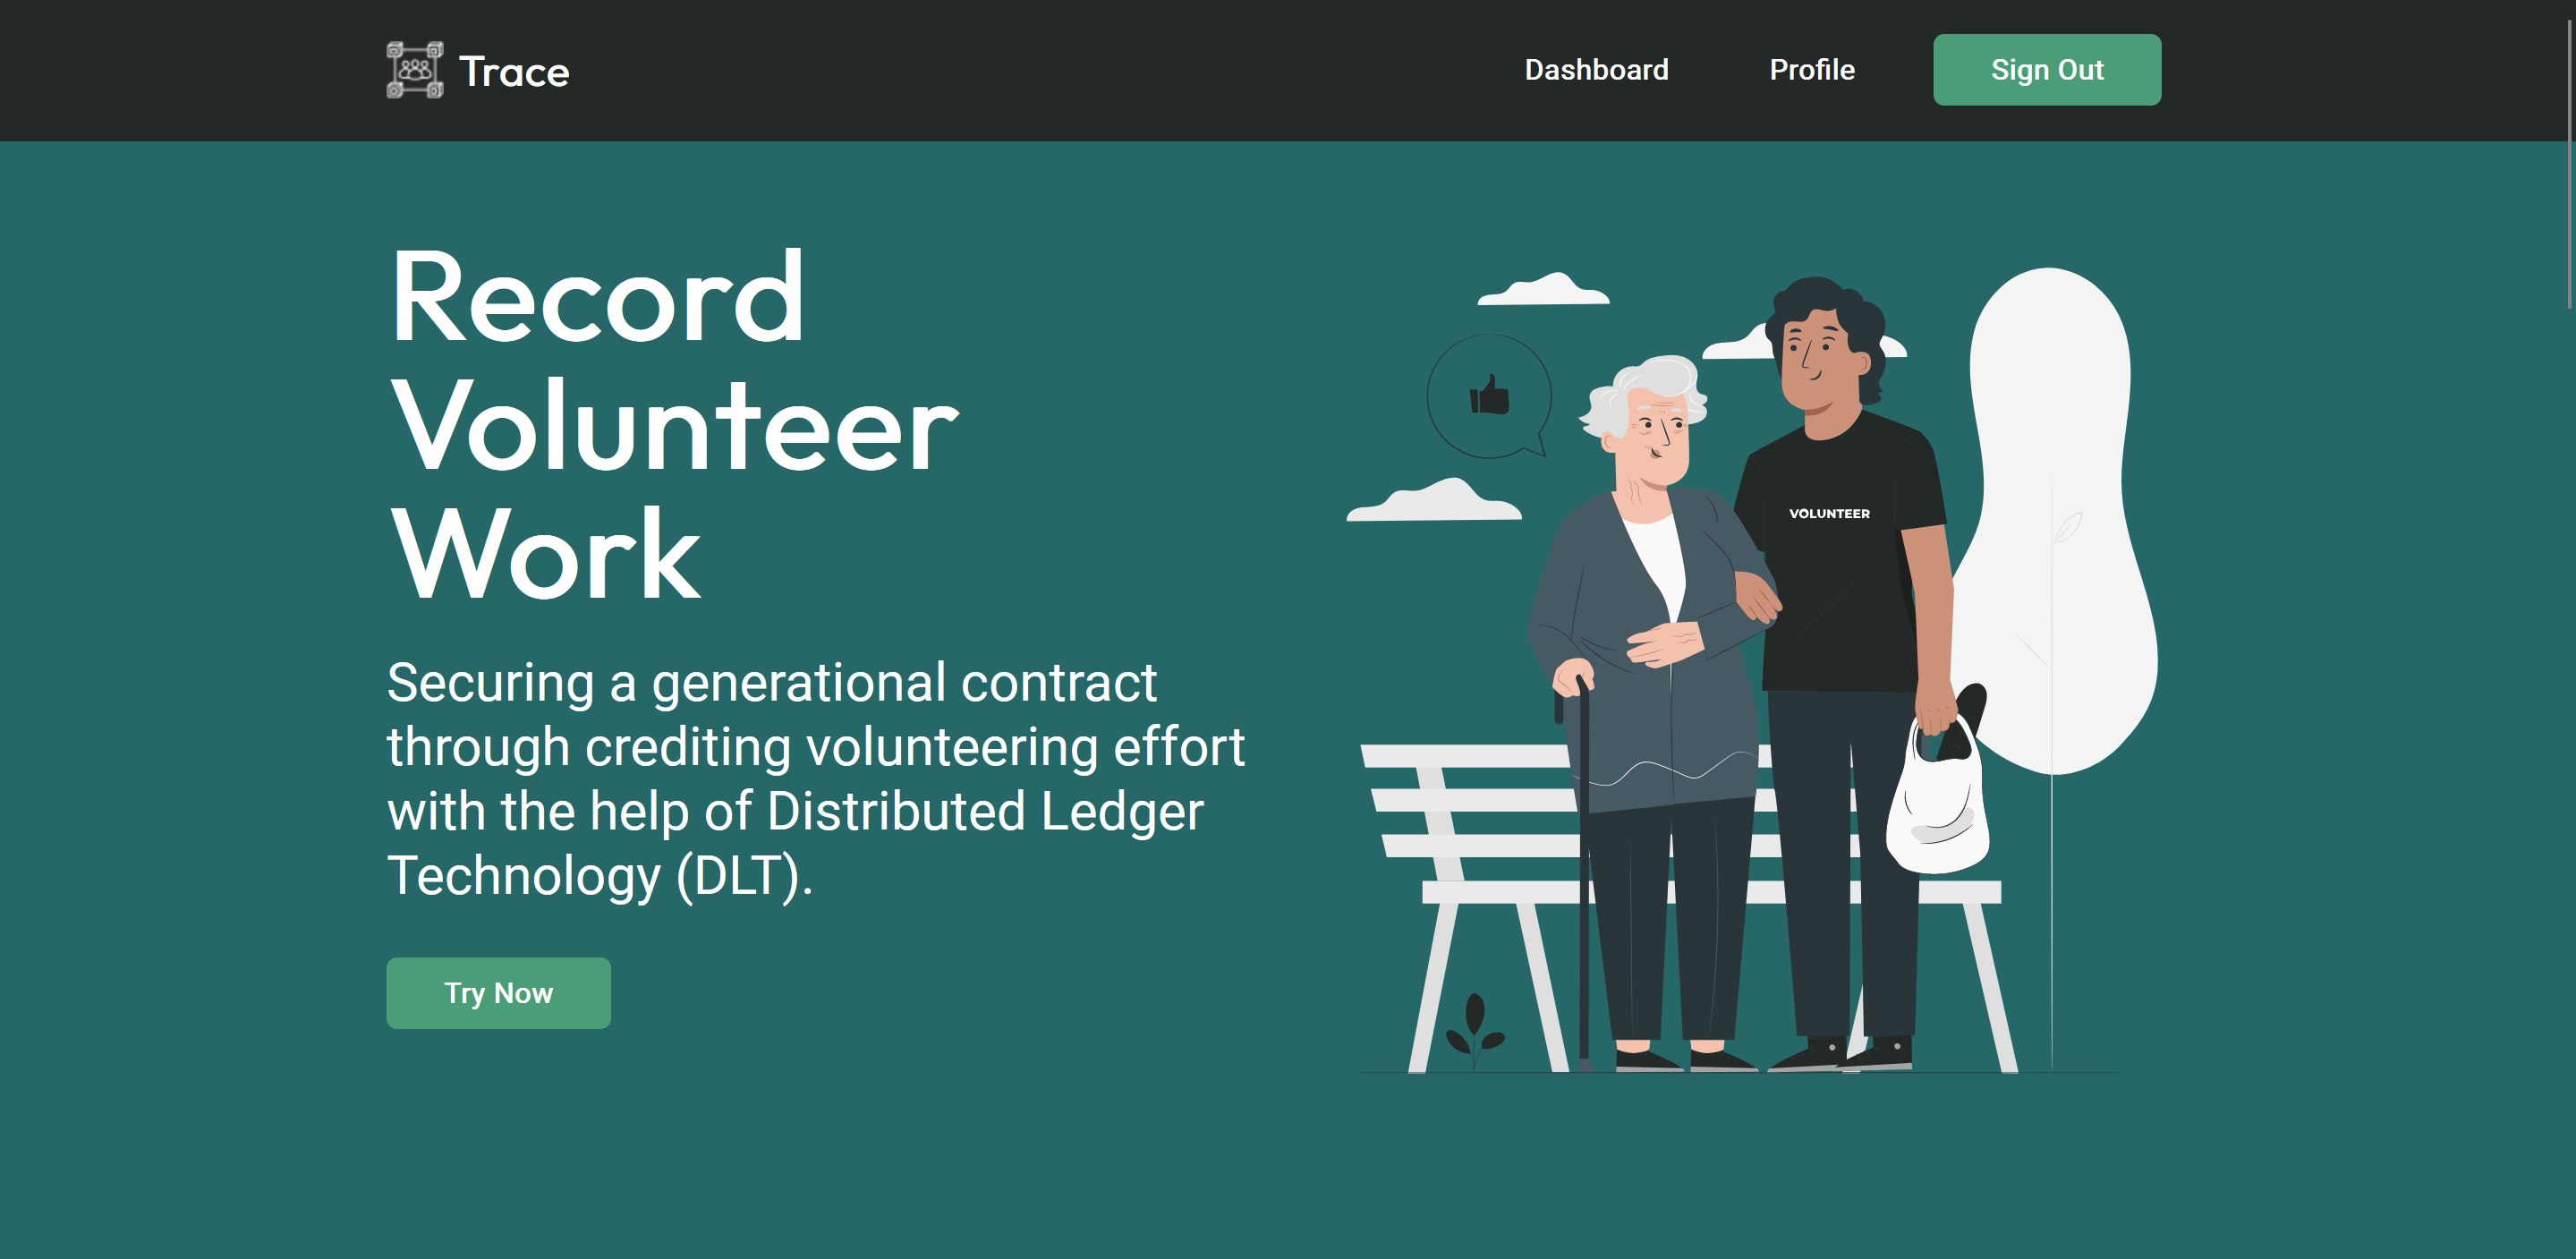 Trace
Dashboard
Profile
Sign Out
Record
Volunteer
Work
Securing a generational contract
through crediting volunteering effort
with the help of Distributed Ledger
Technology (DLT).
Try Now
VOLUNTEER